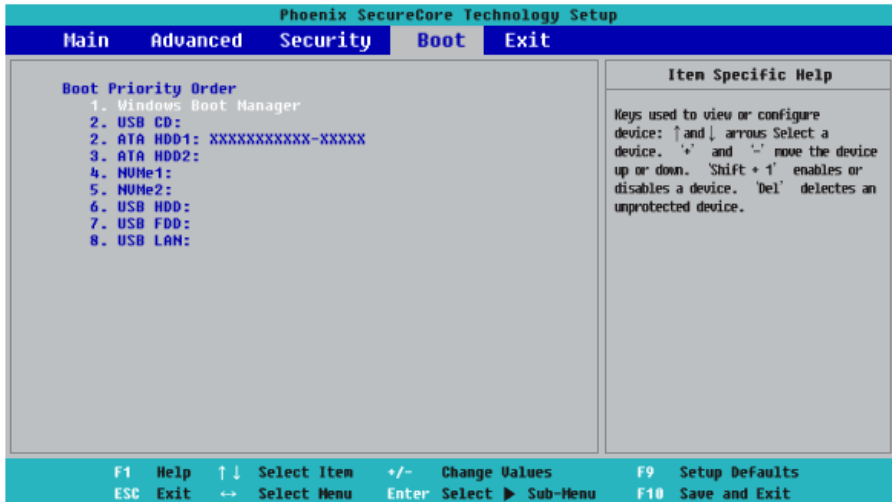 Phoenix SecureCore Technology Setup
Main Advanced Security Boot Exit
Boot Priority Order
1. Windows Boot Manager
2. USB CD:
2. ATA HDD1: XXXXXXXXXXX-XXXXX
3. ATA HDD2:
4. NVMe1:
5. NVMe2:
6. USB HDD:
7. USB FDD:
8. USB LAN:
Item Specific Help
Keys used to view or configure
device: ↑and↓ arrous Select a
device. '+' and '-' move the device
up or down. 'Shift + 1' enables or
disables a device. 'Del' delectes an
unprotected device.
F1 Help ↑↓ Select Item +/- Change Values F9 Setup Defaults
ESC Exit ↔ Select Menu Enter Select ▶ Sub-Menu F10 Save and Exit